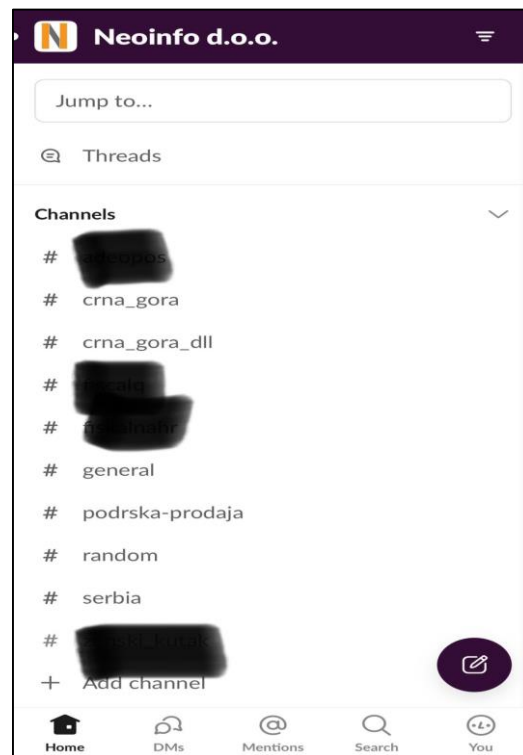 N Neoinfo d.o.o.
Jump to...
Threads
Channels
#
# crna_gora
# crna_gora_dll
#
#
# general
# podrska-prodaja
# random
# serbia
#
+ Add channel
Home DMs Mentions Search You